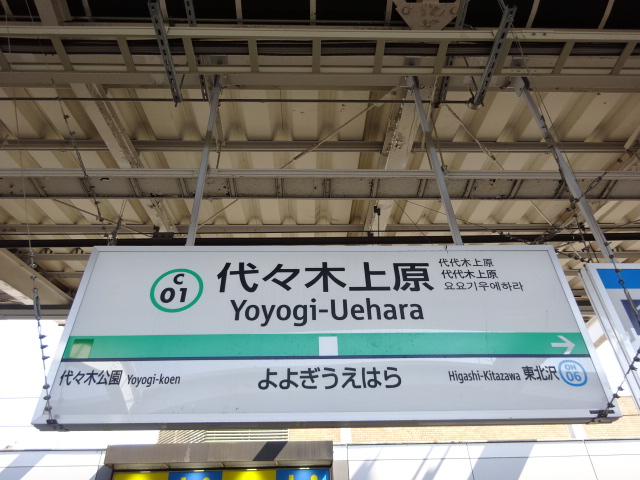 C
01
代々木上原
Yoyogi-Uehara
代代木上原
代代木上原
요요기우에하라
代々木公園 Yoyogi-koen
よよぎうえはら
Higashi-Kitazawa 東北沢
OH
06